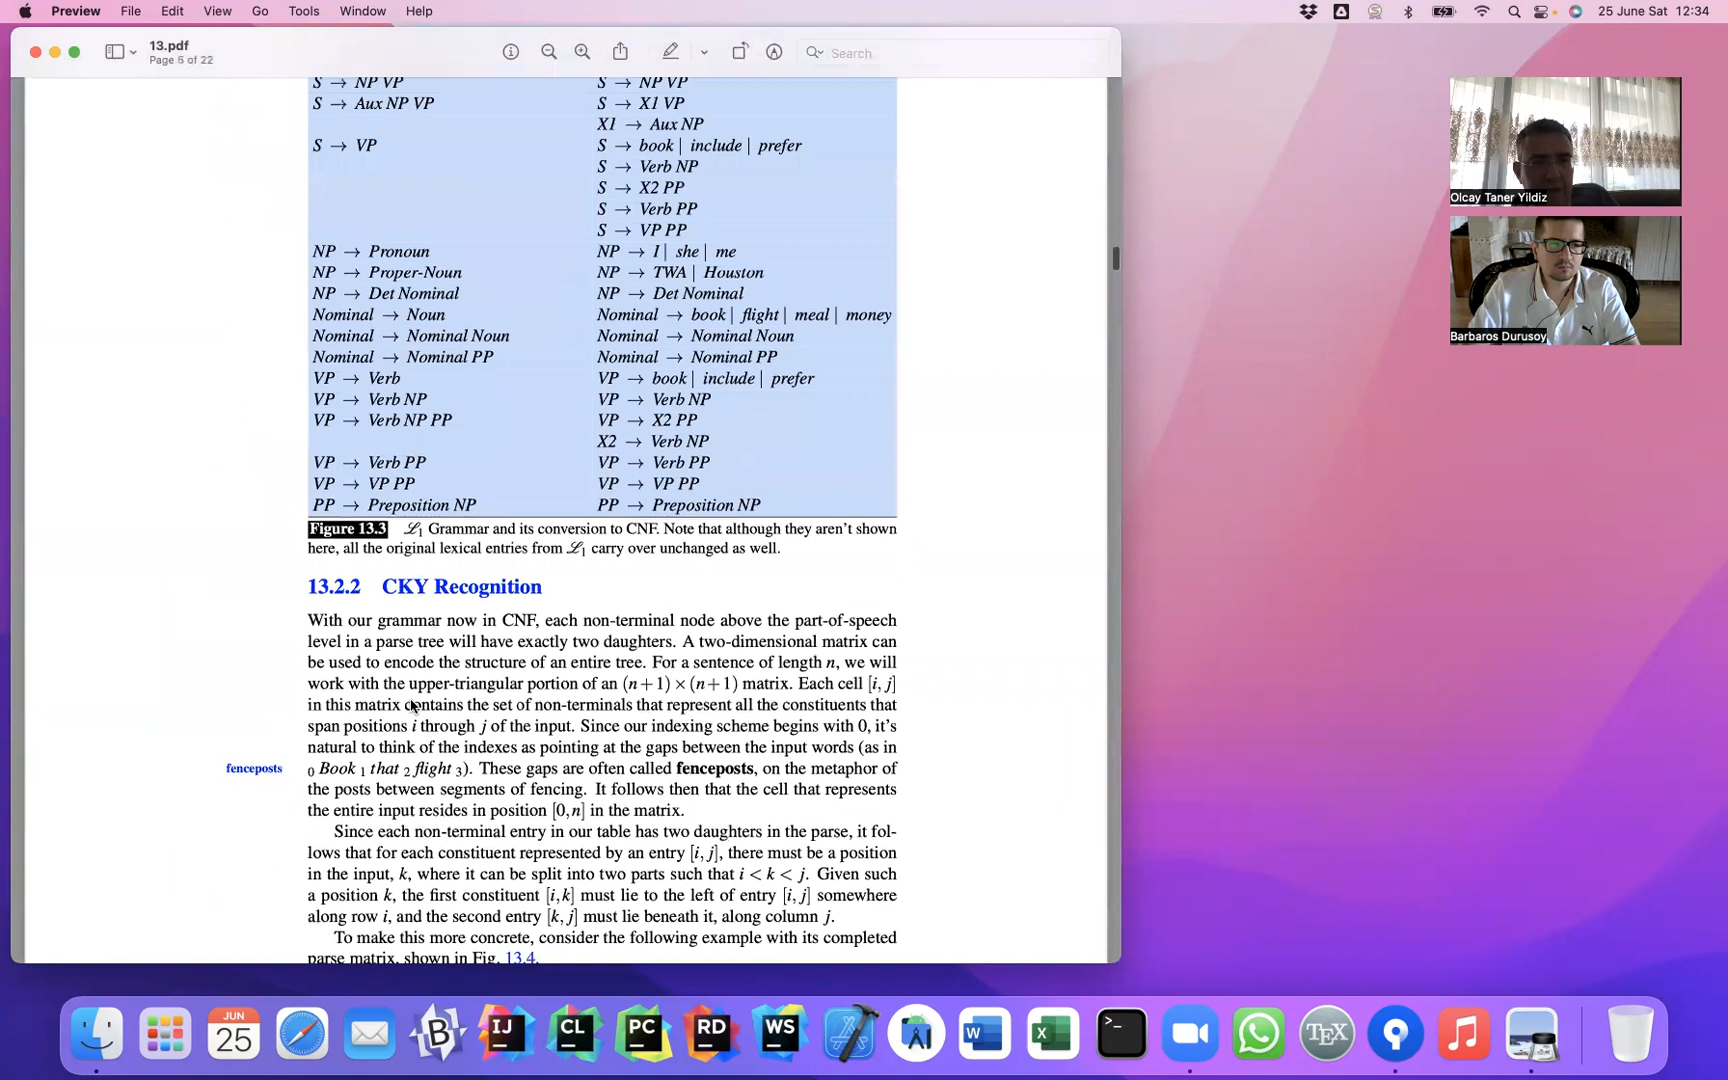 Preview File Edit View Go Tools Window Help 25 June Sat 12:34
13.pdf
Page 5 of 22
Search
S → NP VP S → NP VP
S → Aux NP VP S → X1 VP
X1 → Aux NP
S → VP S → book | include | prefer
S → Verb NP
S → X2 PP
S → Verb PP
S → VP PP
NP → Pronoun NP → I | she | me
NP → Proper-Noun NP → TWA | Houston
NP → Det Nominal NP → Det Nominal
Nominal → Noun Nominal → book | flight | meal | money
Nominal → Nominal Noun Nominal → Nominal Noun
Nominal → Nominal PP Nominal → Nominal PP
VP → Verb VP → book | include | prefer
VP → Verb NP VP → Verb NP
VP → Verb NP PP VP → X2 PP
X2 → Verb NP
VP → Verb PP VP → Verb PP
VP → VP PP VP → VP PP
PP → Preposition NP PP → Preposition NP
Figure 13.3 ℒ1 Grammar and its conversion to CNF. Note that although they aren't shown
here, all the original lexical entries from ℒ1 carry over unchanged as well.
13.2.2 CKY Recognition
With our grammar now in CNF, each non-terminal node above the part-of-speech
level in a parse tree will have exactly two daughters. A two-dimensional matrix can
be used to encode the structure of an entire tree. For a sentence of length n, we will
work with the upper-triangular portion of an (n+1) × (n+1) matrix. Each cell [i, j]
in this matrix contains the set of non-terminals that represent all the constituents that
span positions i through j of the input. Since our indexing scheme begins with 0, it's
natural to think of the indexes as pointing at the gaps between the input words (as in
fenceposts
0 Book 1 that 2 flight 3). These gaps are often called fenceposts, on the metaphor of
the posts between segments of fencing. It follows then that the cell that represents
the entire input resides in position [0,n] in the matrix.
Since each non-terminal entry in our table has two daughters in the parse, it fol-
lows that for each constituent represented by an entry [i, j], there must be a position
in the input, k, where it can be split into two parts such that i < k < j. Given such
a position k, the first constituent [i,k] must lie to the left of entry [i, j] somewhere
along row i, and the second entry [k, j] must lie beneath it, along column j.
To make this more concrete, consider the following example with its completed
parse matrix, shown in Fig. 13.4.
Olcay Taner Yildiz
Barbaros Durusoy
JUN
25
IJ
CL
PC
RD
WS
W
X
>_
TEX